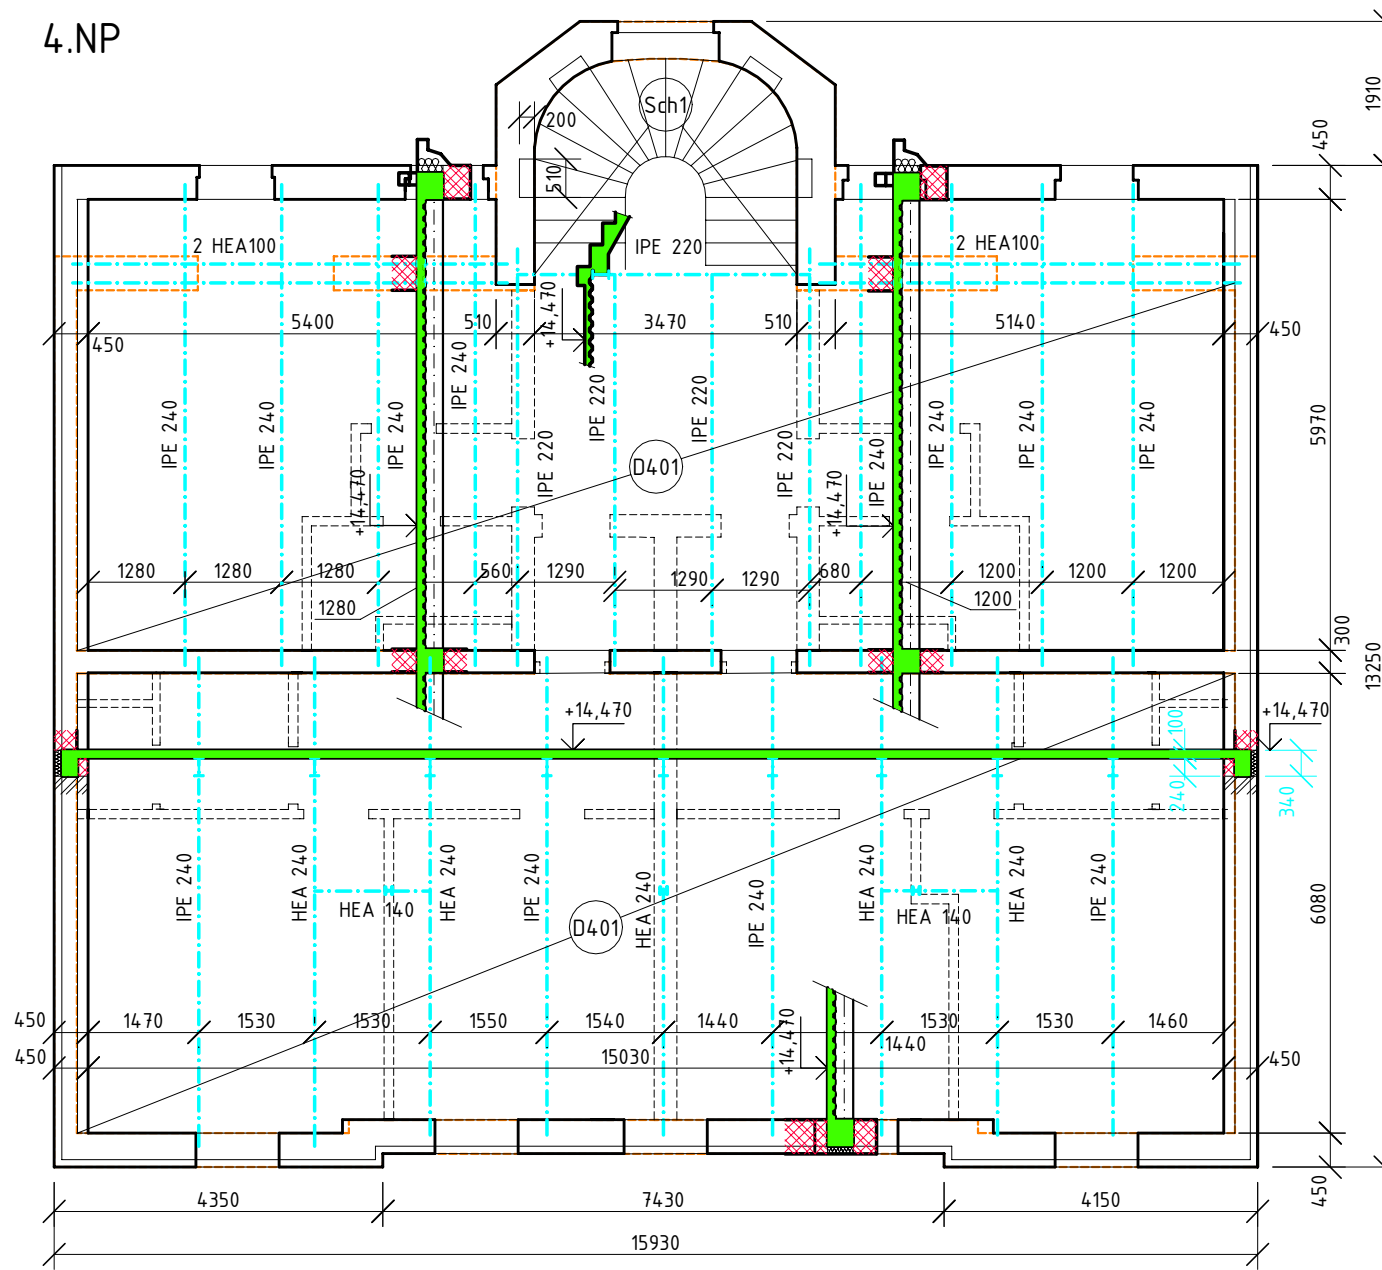 4.NP
Sch1
200
510
1910
450
2 HEA100
IPE 220
2 HEA100
+14,470
5400
510
3470
510
5140
450
450
IPE 240
IPE 240
IPE 240
IPE 240
IPE 220
IPE 220
IPE 220
IPE 220
IPE 240
IPE 240
IPE 240
IPE 240
5970
D401
+14,470
+14,470
1280
1280
1280
560
1290
1290
1290
680
1200
1200
1200
1280
1200
300
13250
+14,470
+14,470
100
240
340
IPE 240
HEA 240
HEA 140
HEA 240
IPE 240
HEA 240
IPE 240
HEA 240
HEA 140
HEA 240
IPE 240
6080
D401
+14,470
450
1470
1530
1530
1550
1540
1440
1440
1530
1530
1460
450
15030
450
4350
7430
4150
450
15930